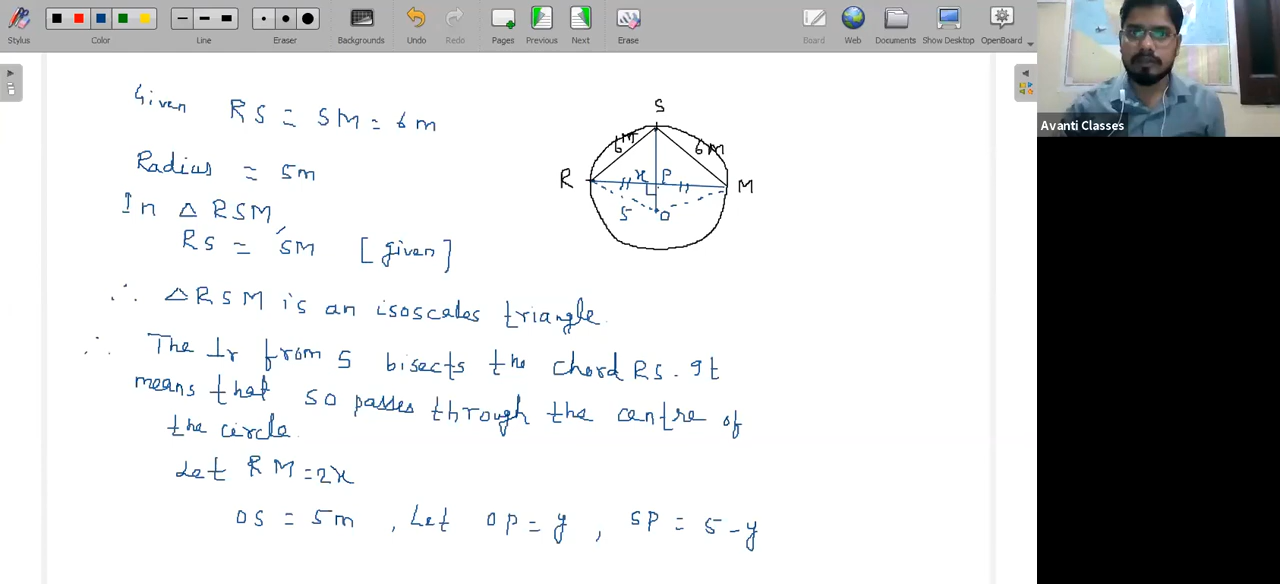 Stylus
Color
Line
Eraser
Backgrounds
Undo
Redo
Pages
Previous
Next
Erase
Board
Web
Documents
Show Desktop
OpenBoard
Avanti Classes
Given RS = SM = 6m
Radius = 5m
In △ RSM,
RS = SM [given]
∴ △RSM is an isoscales triangle.
∴ The ⊥r from S bisects the chord RS. It
means that SO passes through the centre of
the circle.
Let RM = 2x
OS = 5m , Let OP = y , SP = 5 - y
S
6M
6M
R
x
P
M
5
O